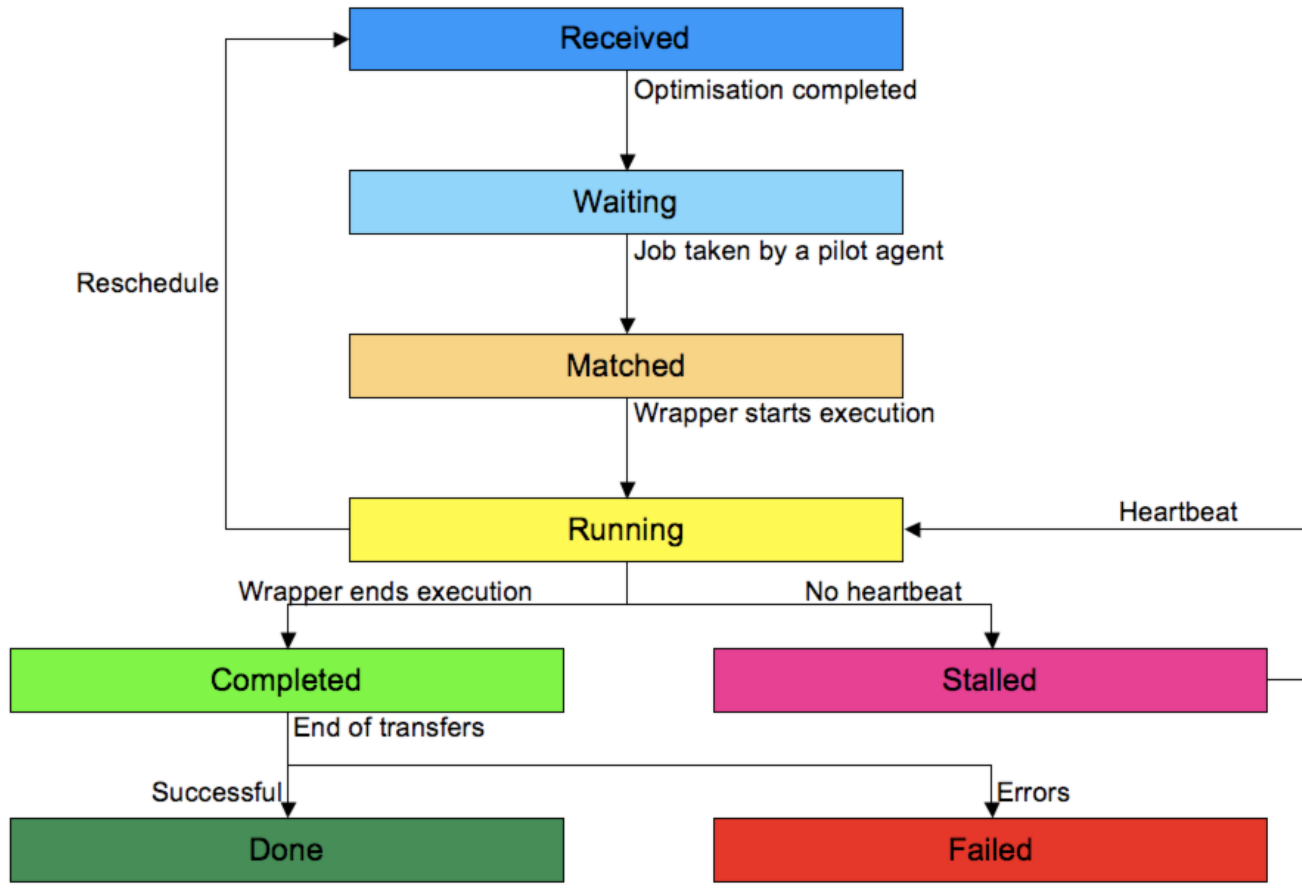 Received
Optimisation completed
Waiting
Job taken by a pilot agent
Reschedule
Matched
Wrapper starts execution
Running
Heartbeat
Wrapper ends execution
No heartbeat
Completed
Stalled
End of transfers
Successful
Errors
Done
Failed